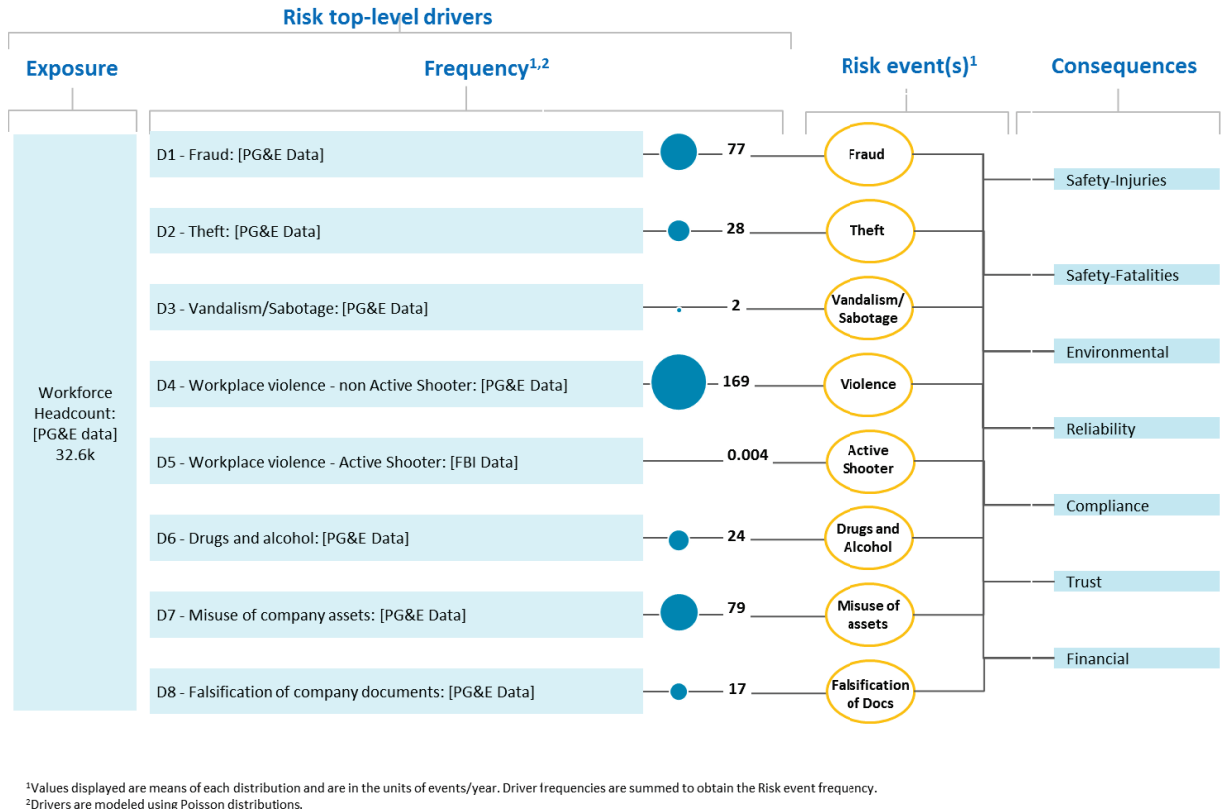 Risk top-level drivers
Exposure
Frequency1,2
Risk event(s)1
Consequences
Workforce
Headcount:
[PG&E data]
32.6k
D1 - Fraud: [PG&E Data]
77
Fraud
D2 - Theft: [PG&E Data]
28
Theft
D3 - Vandalism/Sabotage: [PG&E Data]
2
Vandalism/
Sabotage
D4 - Workplace violence - non Active Shooter: [PG&E Data]
169
Violence
D5 - Workplace violence - Active Shooter: [FBI Data]
0.004
Active
Shooter
D6 - Drugs and alcohol: [PG&E Data]
24
Drugs and
Alcohol
D7 - Misuse of company assets: [PG&E Data]
79
Misuse of
assets
D8 - Falsification of company documents: [PG&E Data]
17
Falsification
of Docs
Safety-Injuries
Safety-Fatalities
Environmental
Reliability
Compliance
Trust
Financial
1Values displayed are means of each distribution and are in the units of events/year. Driver frequencies are summed to obtain the Risk event frequency.
2Drivers are modeled using Poisson distributions.